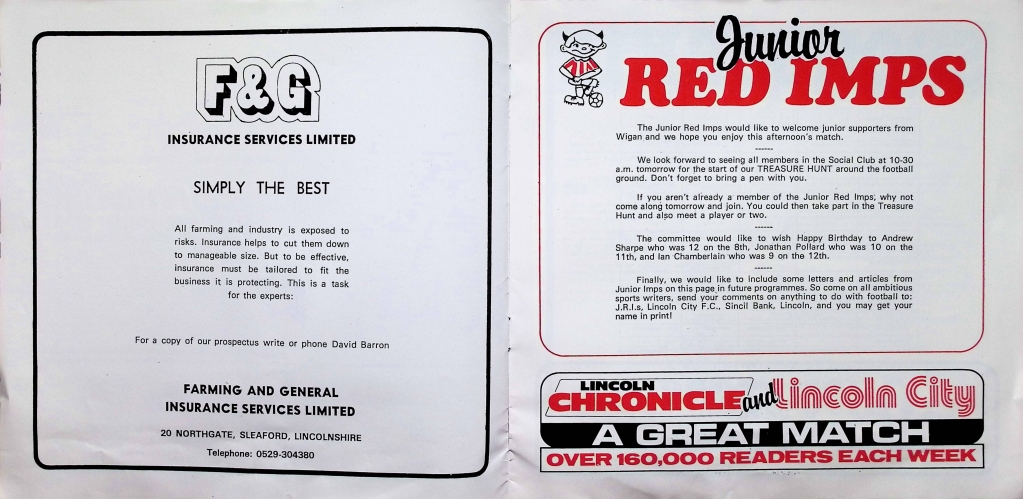 F&G
INSURANCE SERVICES LIMITED
SIMPLY THE BEST
All farming and industry is exposed to
risks. Insurance helps to cut them down
to manageable size. But to be effective,
insurance must be tailored to fit the
business it is protecting. This is a task
for the experts:
For a copy of our prospectus write or phone David Barron
FARMING AND GENERAL
INSURANCE SERVICES LIMITED
20 NORTHGATE, SLEAFORD, LINCOLNSHIRE
Telephone: 0529-304380
Junior
RED IMPS
The Junior Red Imps would like to welcome junior supporters from
Wigan and we hope you enjoy this afternoon's match.
------
We look forward to seeing all members in the Social Club at 10-30
a.m. tomorrow for the start of our TREASURE HUNT around the football
ground. Don't forget to bring a pen with you.
If you aren't already a member of the Junior Red Imps, why not
come along tomorrow and join. You could then take part in the Treasure
Hunt and also meet a player or two.
------
The committee would like to wish Happy Birthday to Andrew
Sharpe who was 12 on the 8th, Jonathan Pollard who was 10 on the
11th, and Ian Chamberlain who was 9 on the 12th.
------
Finally, we would like to include some letters and articles from
Junior Imps on this page in future programmes. So come on all ambitious
sports writers, send your comments on anything to do with football to:
J.R.I.s, Lincoln City F.C., Sincil Bank, Lincoln, and you may get your
name in print!
LINCOLN
CHRONICLE and Lincoln City
A GREAT MATCH
OVER 160,000 READERS EACH WEEK